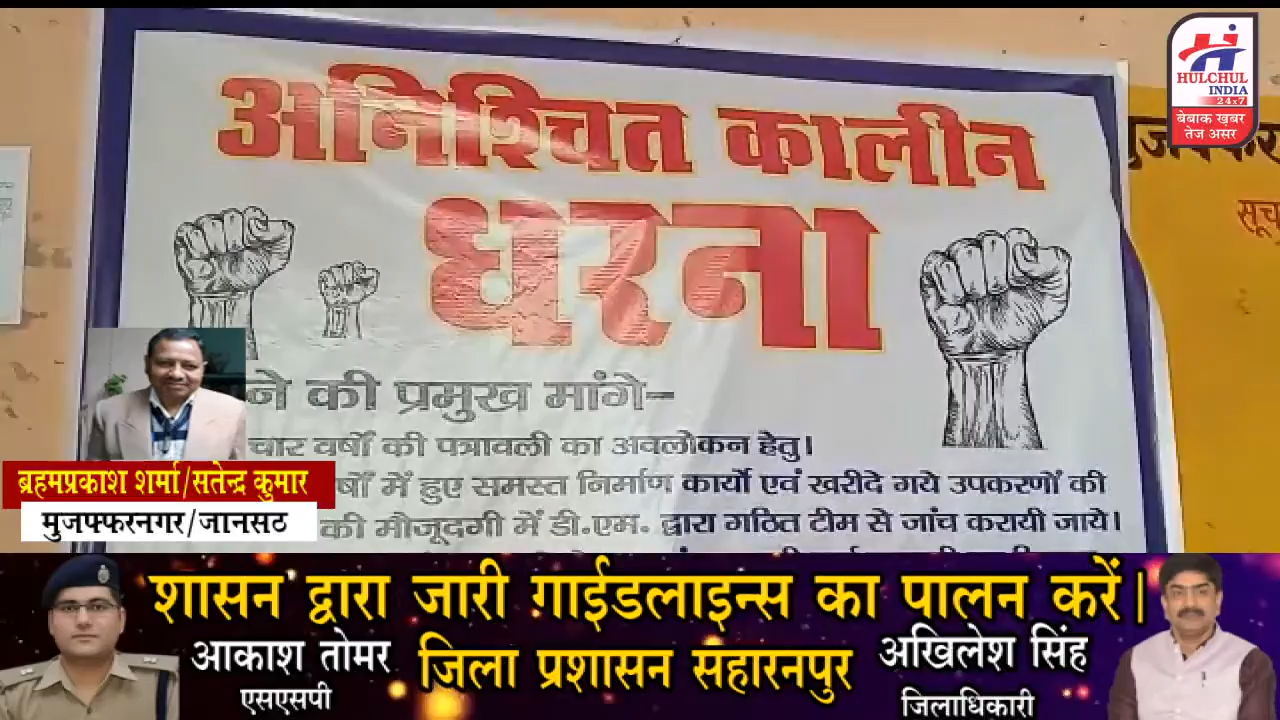 HULCHUL
INDIA
24x7
बेबाक ख़बर
तेज असर
अनिश्चित कालीन
धरना
ने की प्रमुख मांगे–
चार वर्षों की पत्रावली का अवलोकन हेतु।
र्षों में हुए समस्त निर्माण कार्यो एवं खरीदे गये उपकरणों की
की मौजूदगी में डी.एम. द्वारा गठित टीम से जांच करायी जाये।
ब्रहमप्रकाश शर्मा/सतेन्द्र कुमार
मुजफ्फरनगर/जानसठ
शासन द्वारा जारी गाईडलाइन्स का पालन करें।
आकाश तोमर
एसएसपी
जिला प्रशासन सहारनपुर
अखिलेश सिंह
जिलाधिकारी